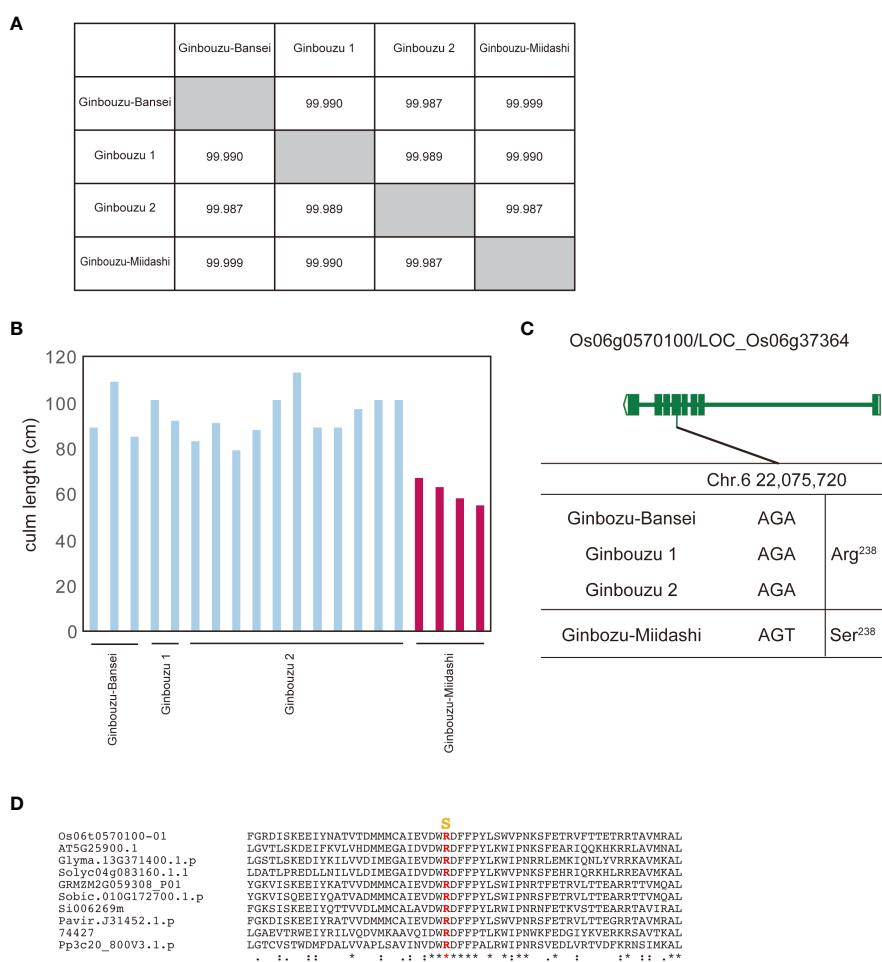 A
Ginbouzu-Bansei Ginbouzu 1 Ginbouzu 2 Ginbouzu-Miidashi
Ginbouzu-Bansei 99.990 99.987 99.999
Ginbouzu 1 99.990 99.989 99.990
Ginbouzu 2 99.987 99.989 99.987
Ginbouzu-Miidashi 99.999 99.990 99.987
B
culm length (cm)
120
100
80
60
40
20
0
Ginbouzu-Bansei
Ginbouzu 1
Ginbouzu 2
Ginbouzu-Miidashi
C
Os06g0570100/LOC_Os06g37364
Chr.6 22,075,720
Ginbozu-Bansei AGA
Ginbouzu 1 AGA Arg238
Ginbouzu 2 AGA
Ginbozu-Miidashi AGT Ser238
D
S
Os06t0570100-01 FGRDISKEEIYNATVTDMMMCAIEVDWRDFFPYLSWVPNKSFETRVFTTETRRTAVMRAL
AT5G25900.1 LGVTLSKDEIFKVLVHDMMEGAIDVDWRDFFPYLKWIPNKSFEARIQQKHKRRLAVMNAL
Glyma.13G371400.1.p LGSTLSKEDIYKILVVDIMEGAIEVDWRDFFPYLKWIPNRRLEMKIQNLYVRRKAVMKAL
Solyc04g083160.1.1 LDATLPREDLLNILVLDIMEGAIEVDWRDFFPYLKWVPNKSFEHRIQRKHLRREAVMKAL
GRMZM2G059308_P01 YGKVISKEEIYKATVVDMMMCAIEVDWRDFFPYLSWIPNRTFETRVLTTEARRTTVMQAL
Sobic.010G172700.1.p YGKVISQEEIYQATVADMMMCAIEVDWRDFFPYLSWIPNKSFETRVLTTEARRTTVMQAL
Si006269m FGKSISKEEIYQTTVVDLMMCALAVDWRDFFPYLSWIPNRSFETRVLTTEARRTAVIRAL
Pavir.J31452.1.p YGKVISKEEIYRATVVDMMMCAIEVDWRDFFPYLSWIPNRSFETRVSTTEGRRTAVMRAL
74427 LGAEVTRWEIYRILVQDVMKAAVQIDWRDFFPYLKWIPNKWFEDGIYKVEKRKSAVTKAL
Pp3c20_800V3.1.p LGTCVSTWDMFDALVVAPLSAVINVDWRDFFPALRWIPNRSVEDLVRTVDFKRNSIMKAL
. :. :: * . : :******* * *:**. .* : *: :. **